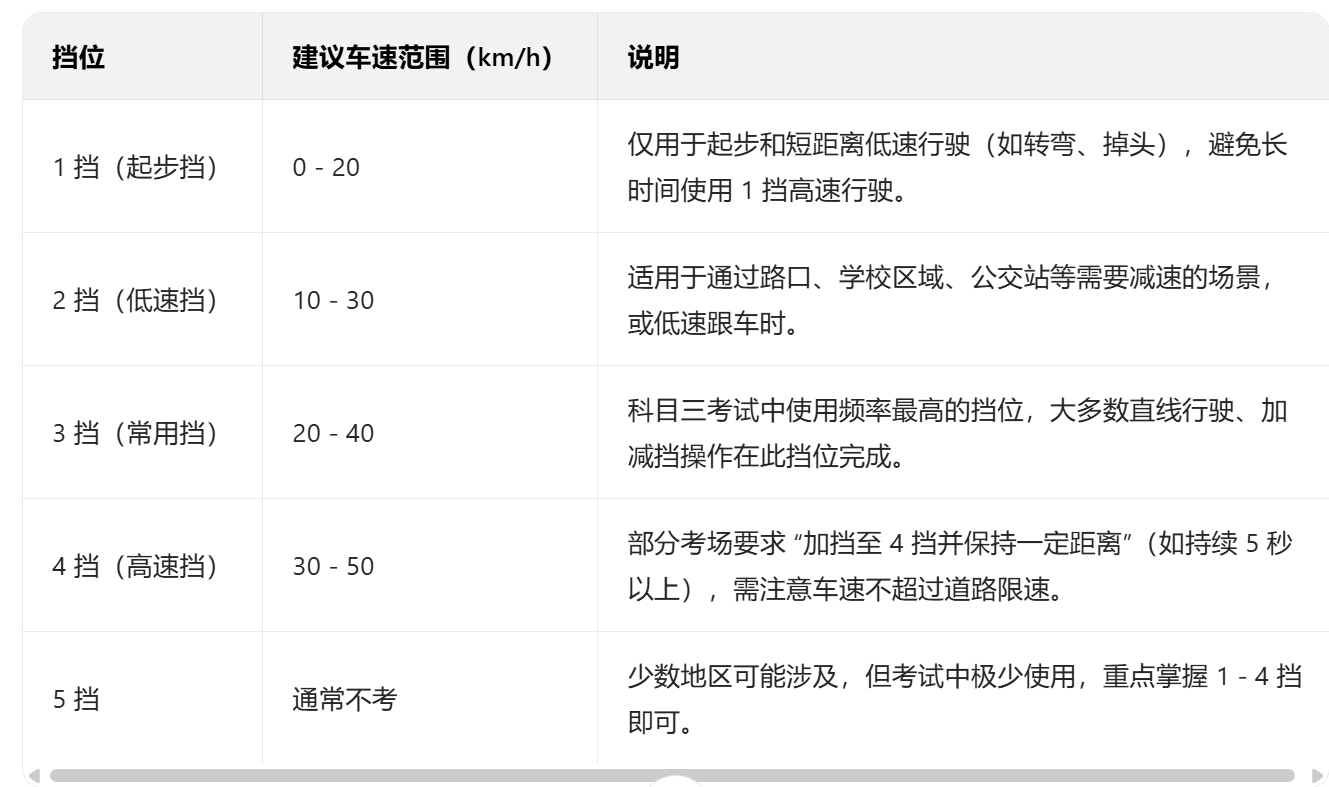 挡位 建议车速范围（km/h） 说明
1 挡（起步挡） 0 - 20 仅用于起步和短距离低速行驶（如转弯、掉头），避免长
时间使用 1 挡高速行驶。
2 挡（低速挡） 10 - 30 适用于通过路口、学校区域、公交站等需要减速的场景，
或低速跟车时。
3 挡（常用挡） 20 - 40 科目三考试中使用频率最高的挡位，大多数直线行驶、加
减挡操作在此挡位完成。
4 挡（高速挡） 30 - 50 部分考场要求 “加挡至 4 挡并保持一定距离”（如持续 5 秒
以上），需注意车速不超过道路限速。
5 挡 通常不考 少数地区可能涉及，但考试中极少使用，重点掌握 1 - 4 挡
即可。